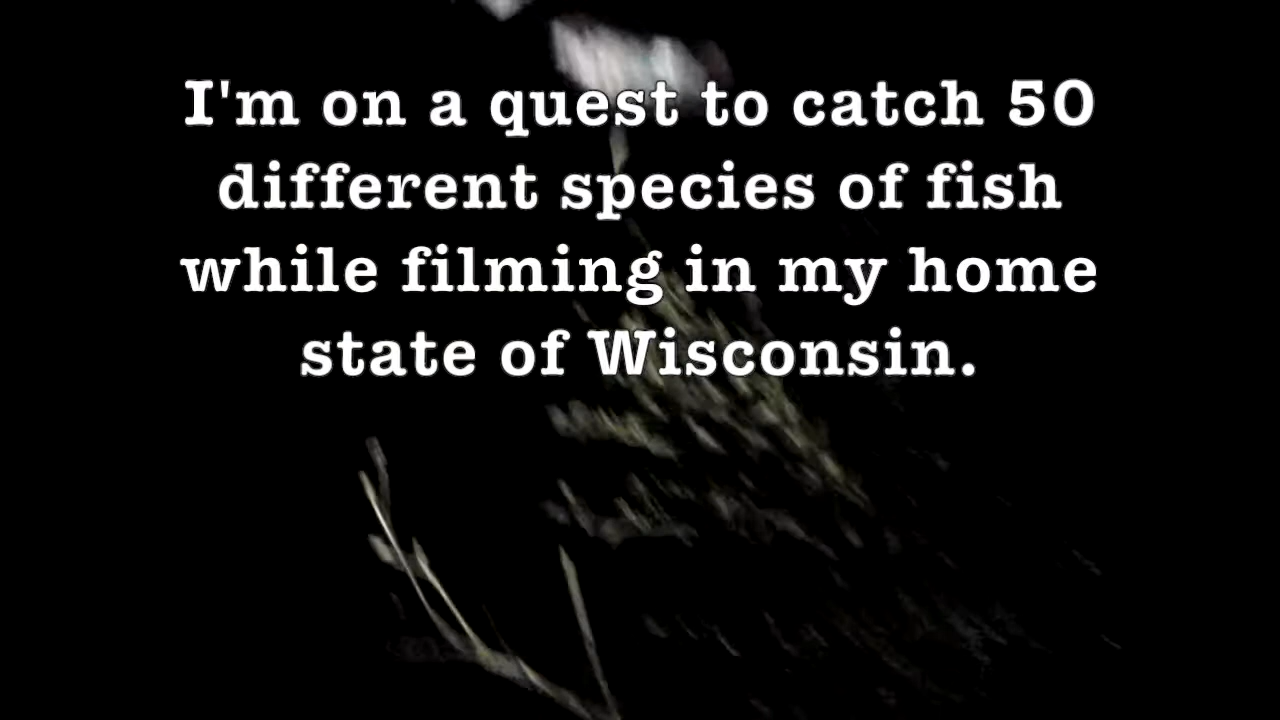 I'm on a quest to catch 50
different species of fish
while filming in my home
state of Wisconsin.